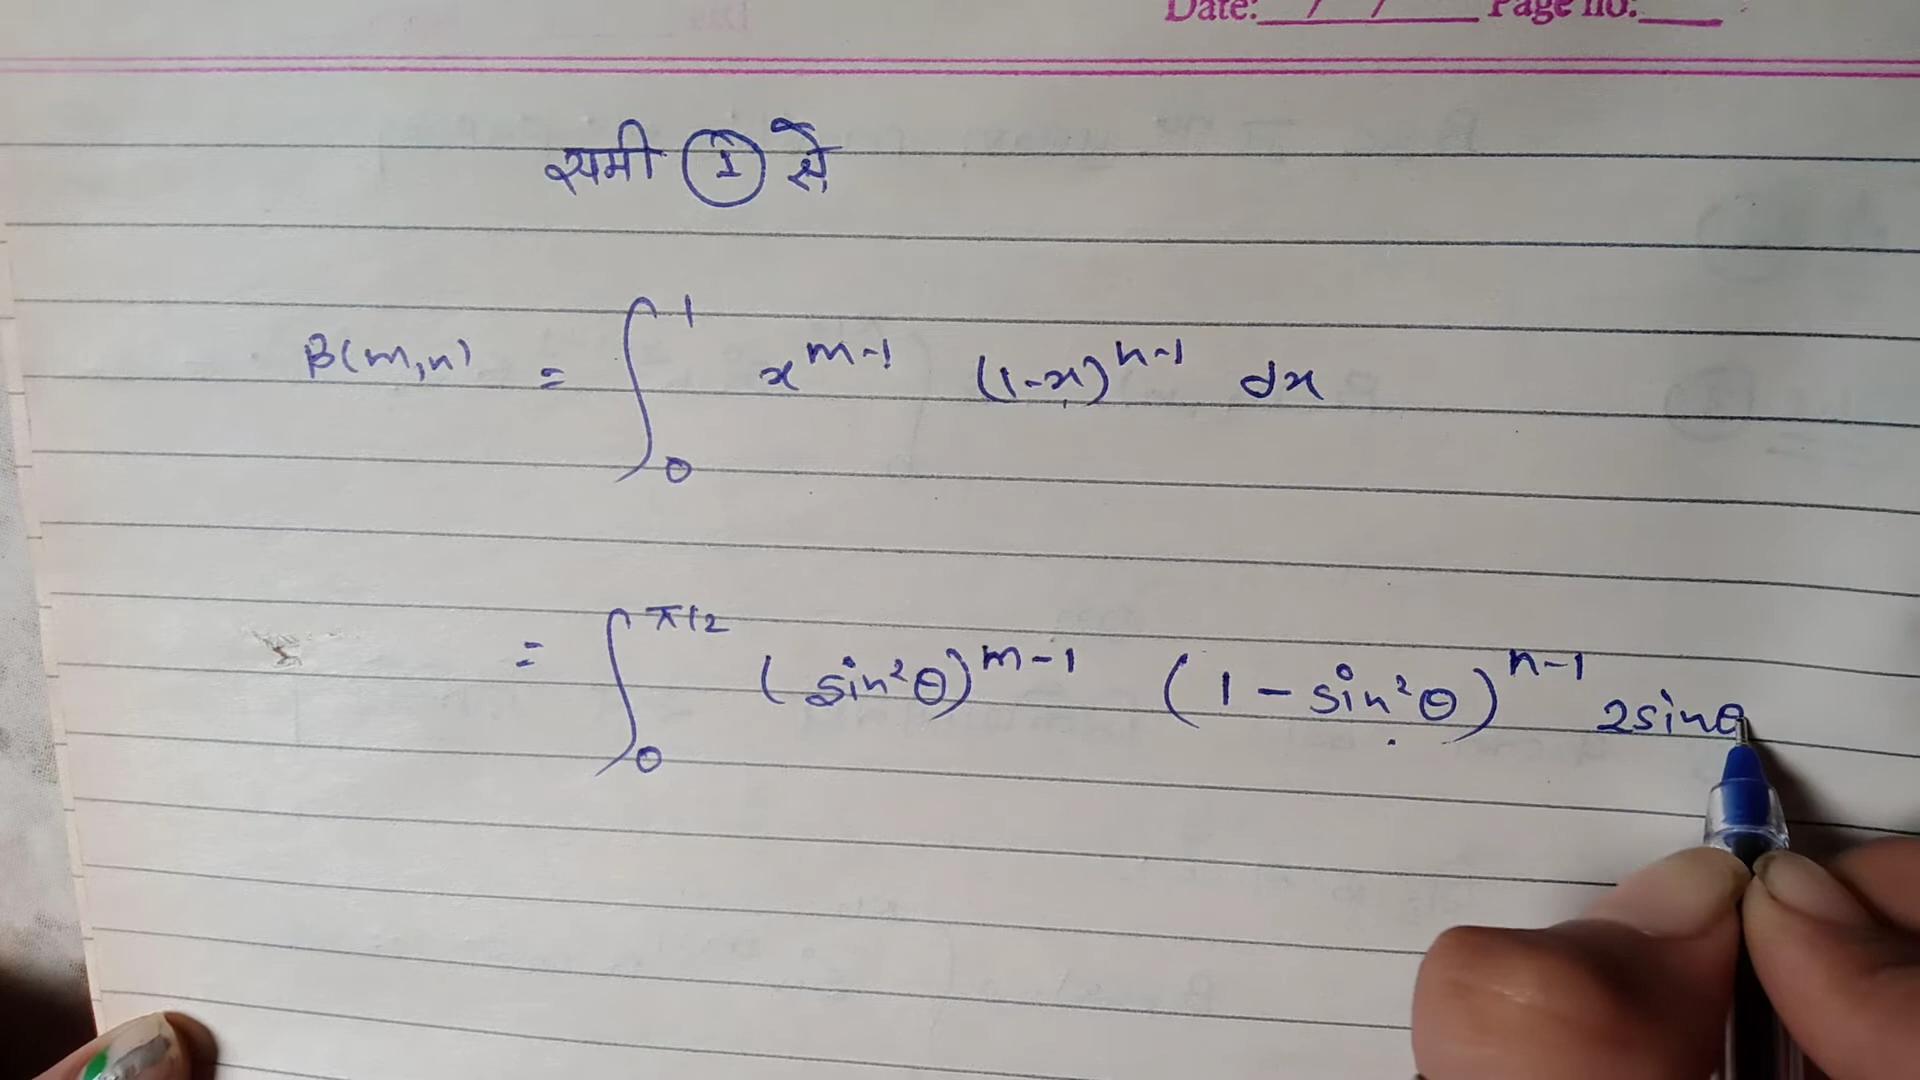 Date: / / Page no.
समी ① से
B(m,n) = ∫₀¹ x^{m-1} (1-x)^{n-1} dx
= ∫₀^{π/2} (sin²θ)^{m-1} (1-sin²θ)^{n-1} 2sinθ